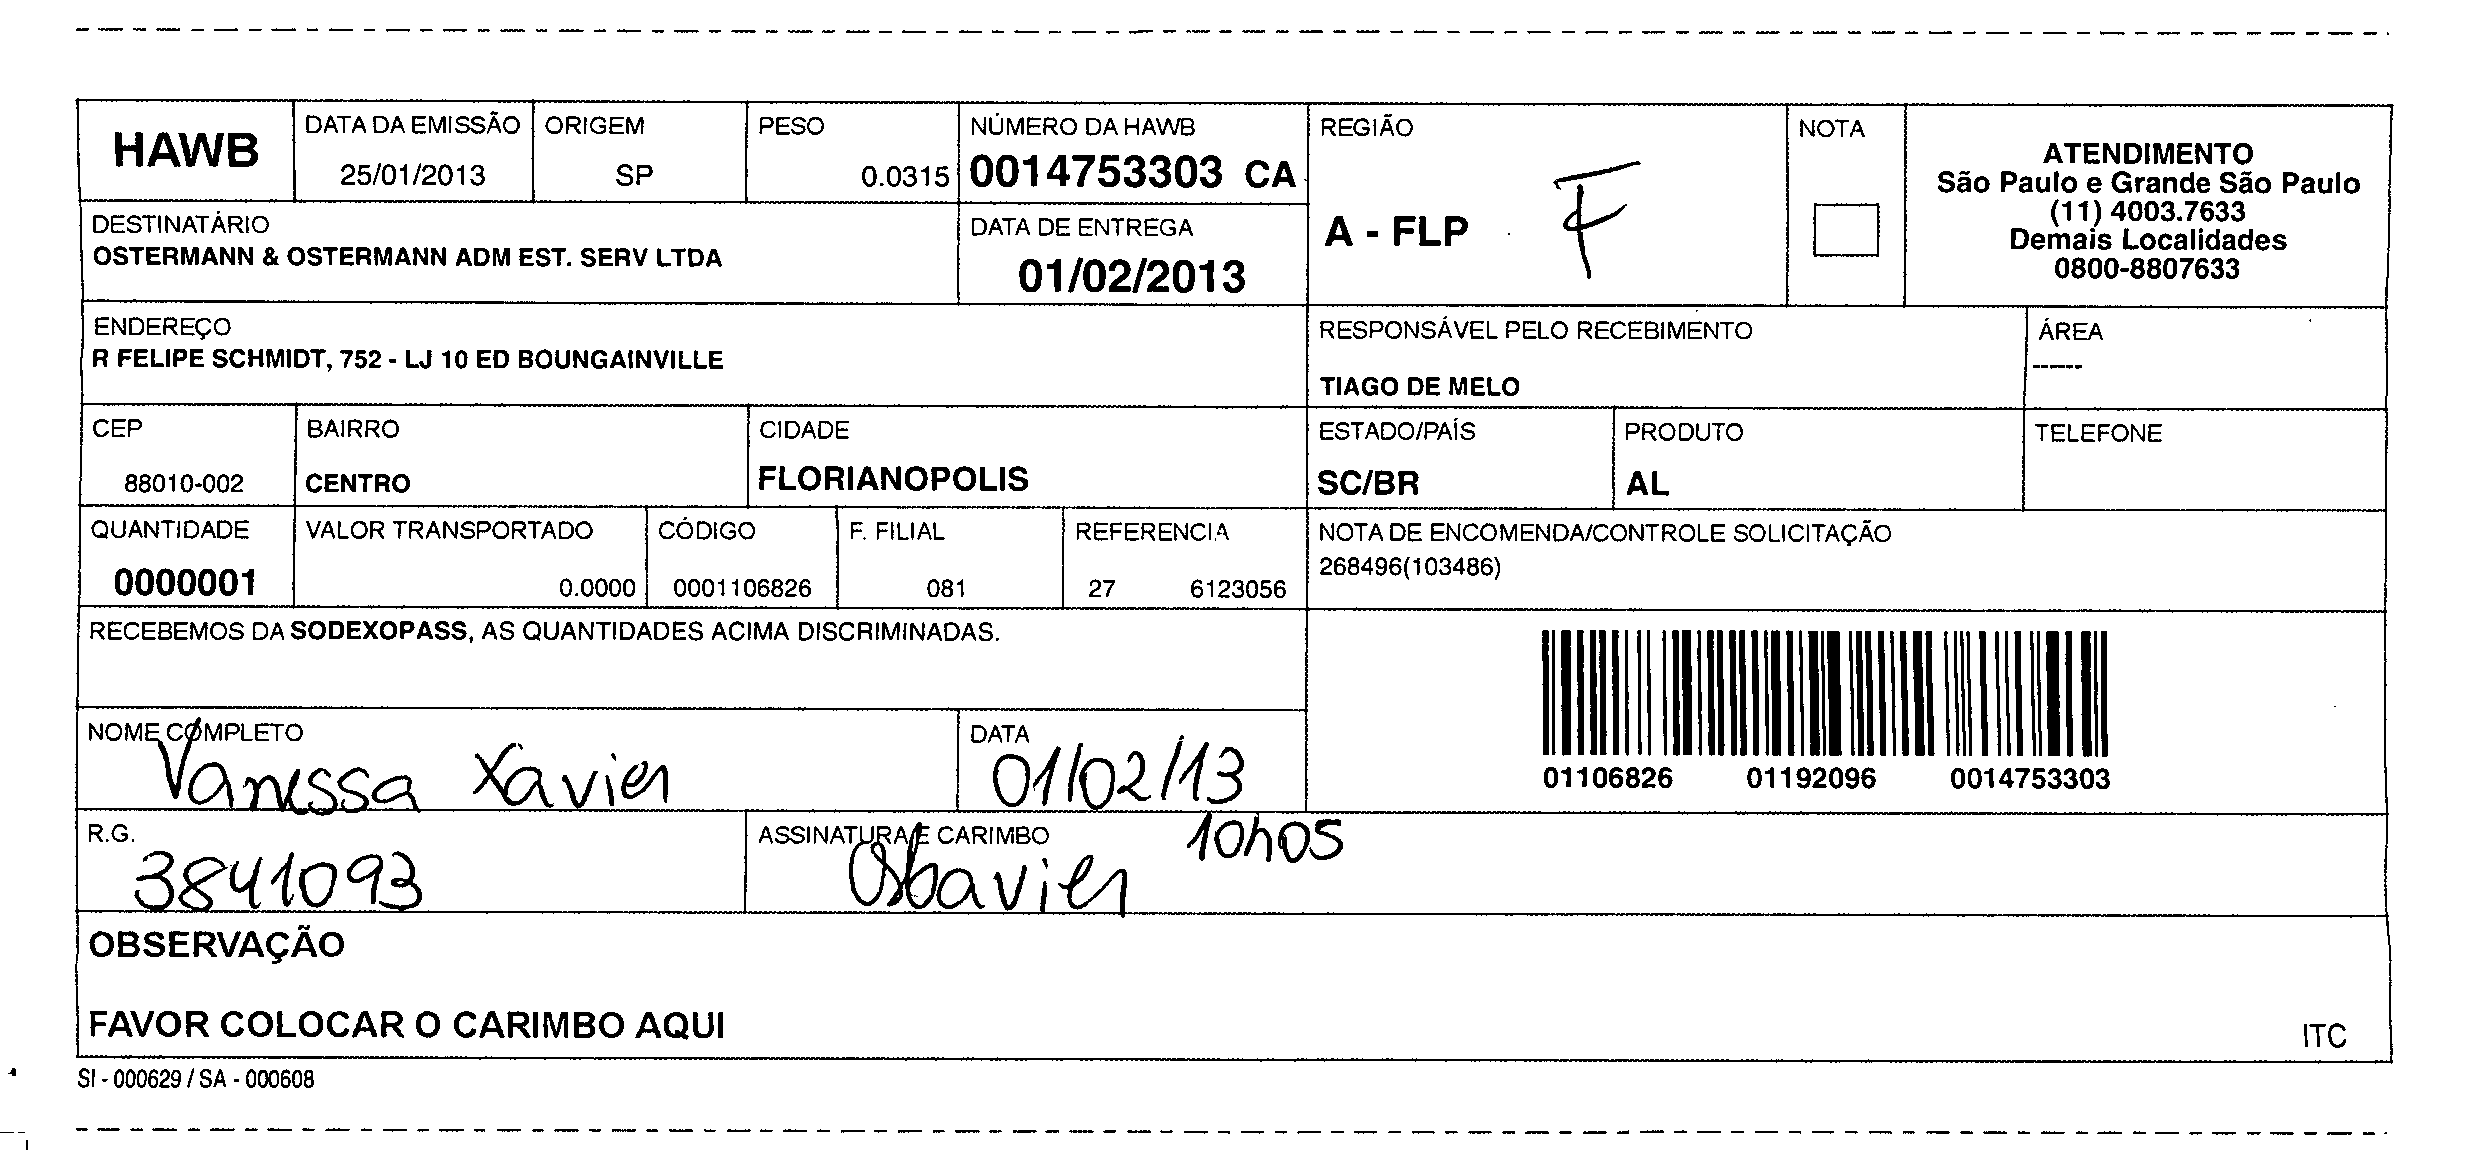 HAWB
DATA DA EMISSÃO
25/01/2013
ORIGEM
SP
PESO
0.0315
NÚMERO DA HAWB
0014753303 CA
REGIÃO
A - FLP F
NOTA
ATENDIMENTO
São Paulo e Grande São Paulo
(11) 4003.7633
Demais Localidades
0800-8807633
DESTINATÁRIO
OSTERMANN & OSTERMANN ADM EST. SERV LTDA
DATA DE ENTREGA
01/02/2013
ENDEREÇO
R FELIPE SCHMIDT, 752 - LJ 10 ED BOUNGAINVILLE
RESPONSÁVEL PELO RECEBIMENTO
TIAGO DE MELO
ÁREA
------
CEP
88010-002
BAIRRO
CENTRO
CIDADE
FLORIANOPOLIS
ESTADO/PAÍS
SC/BR
PRODUTO
AL
TELEFONE
QUANTIDADE
0000001
VALOR TRANSPORTADO
0.0000
CÓDIGO
0001106826
F. FILIAL
081
REFERENCIA
27 6123056
NOTA DE ENCOMENDA/CONTROLE SOLICITAÇÃO
268496(103486)
RECEBEMOS DA SODEXOPASS, AS QUANTIDADES ACIMA DISCRIMINADAS.
01106826 01192096 0014753303
NOME COMPLETO
Vanessa Xavier
DATA
01/02/13
R.G.
3841093
ASSINATURA E CARIMBO
10h05
OBSERVAÇÃO
FAVOR COLOCAR O CARIMBO AQUI
ITC
SI - 000629 / SA - 000608